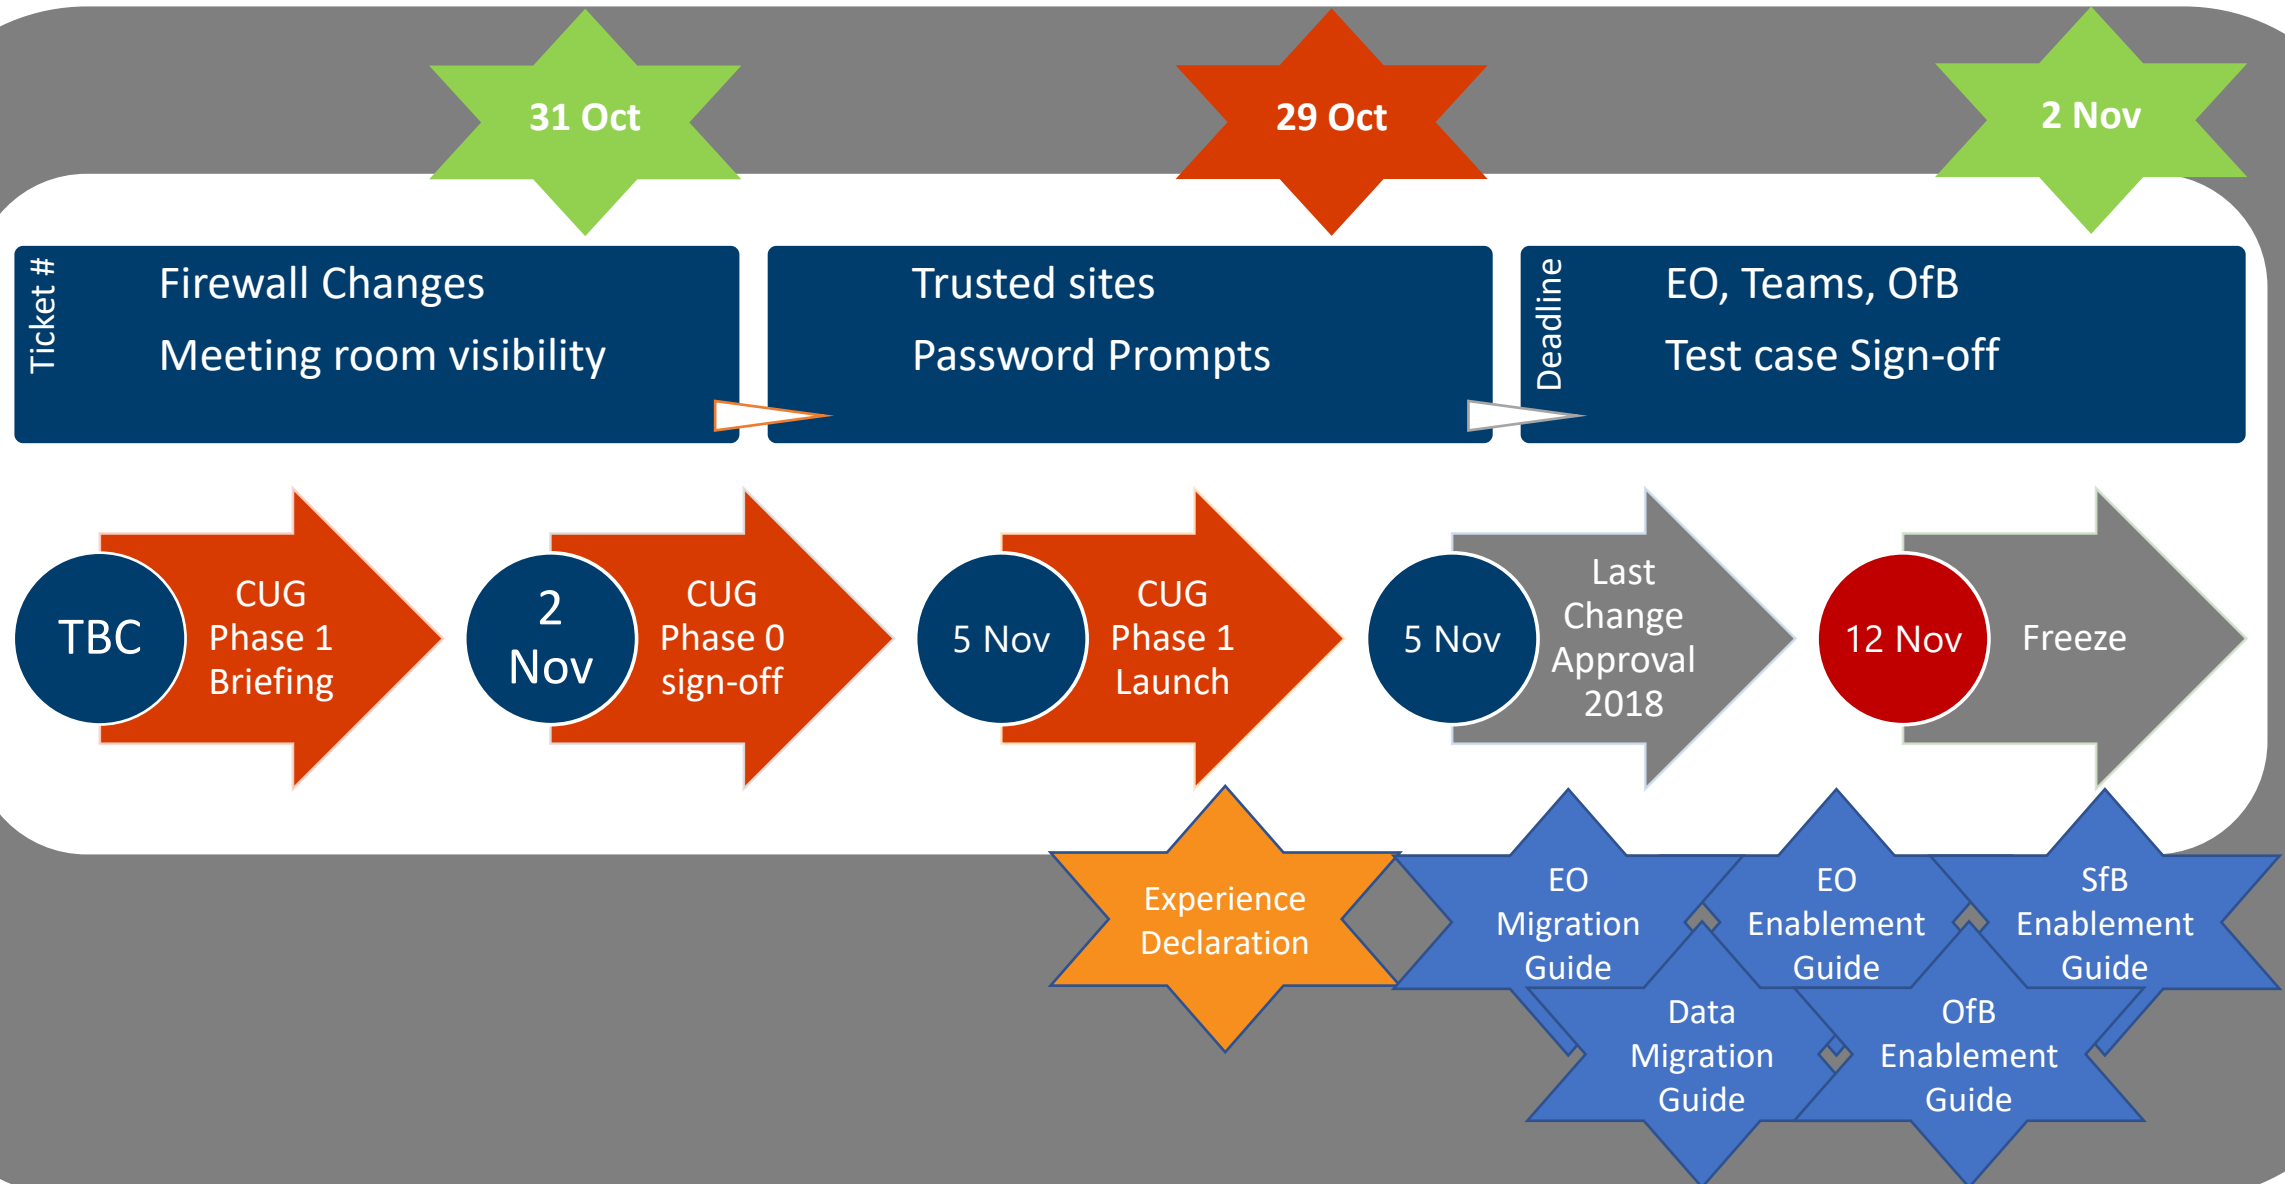 31 Oct
29 Oct
2 Nov
Ticket #
Firewall Changes
Meeting room visibility
Trusted sites
Password Prompts
Deadline
EO, Teams, OfB
Test case Sign-off
TBC
CUG
Phase 1
Briefing
2
Nov
CUG
Phase 0
sign-off
5 Nov
CUG
Phase 1
Launch
5 Nov
Last
Change
Approval
2018
12 Nov
Freeze
Experience
Declaration
EO
Migration
Guide
EO
Enablement
Guide
SfB
Enablement
Guide
Data
Migration
Guide
OfB
Enablement
Guide